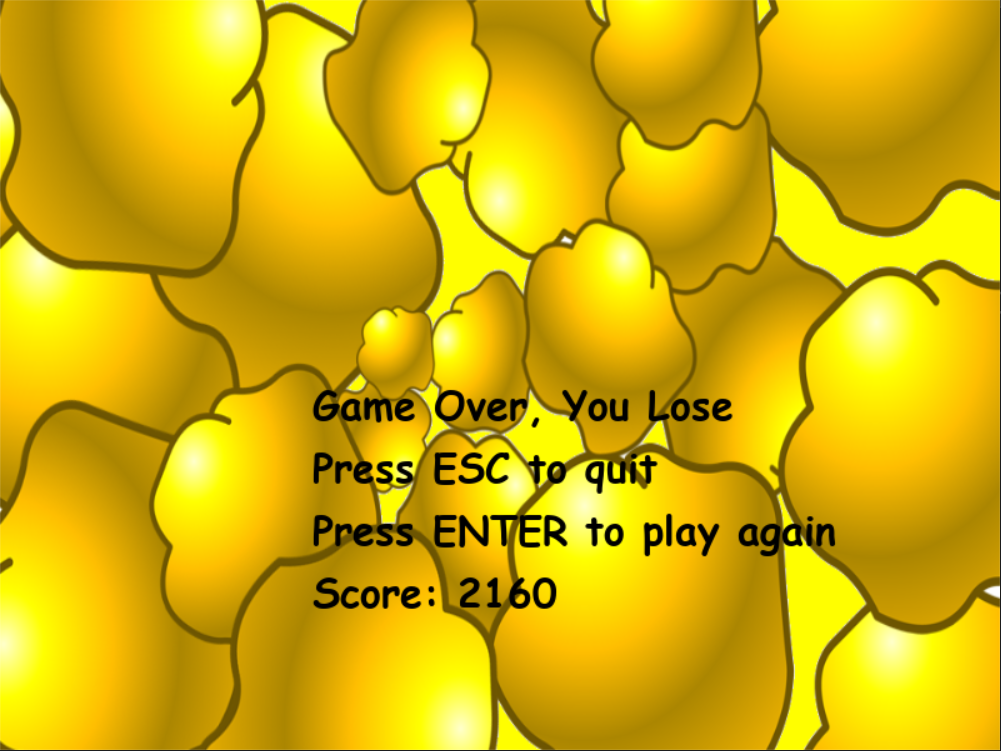 Game Over, You Lose
Press ESC to quit
Press ENTER to play again
Score: 2160